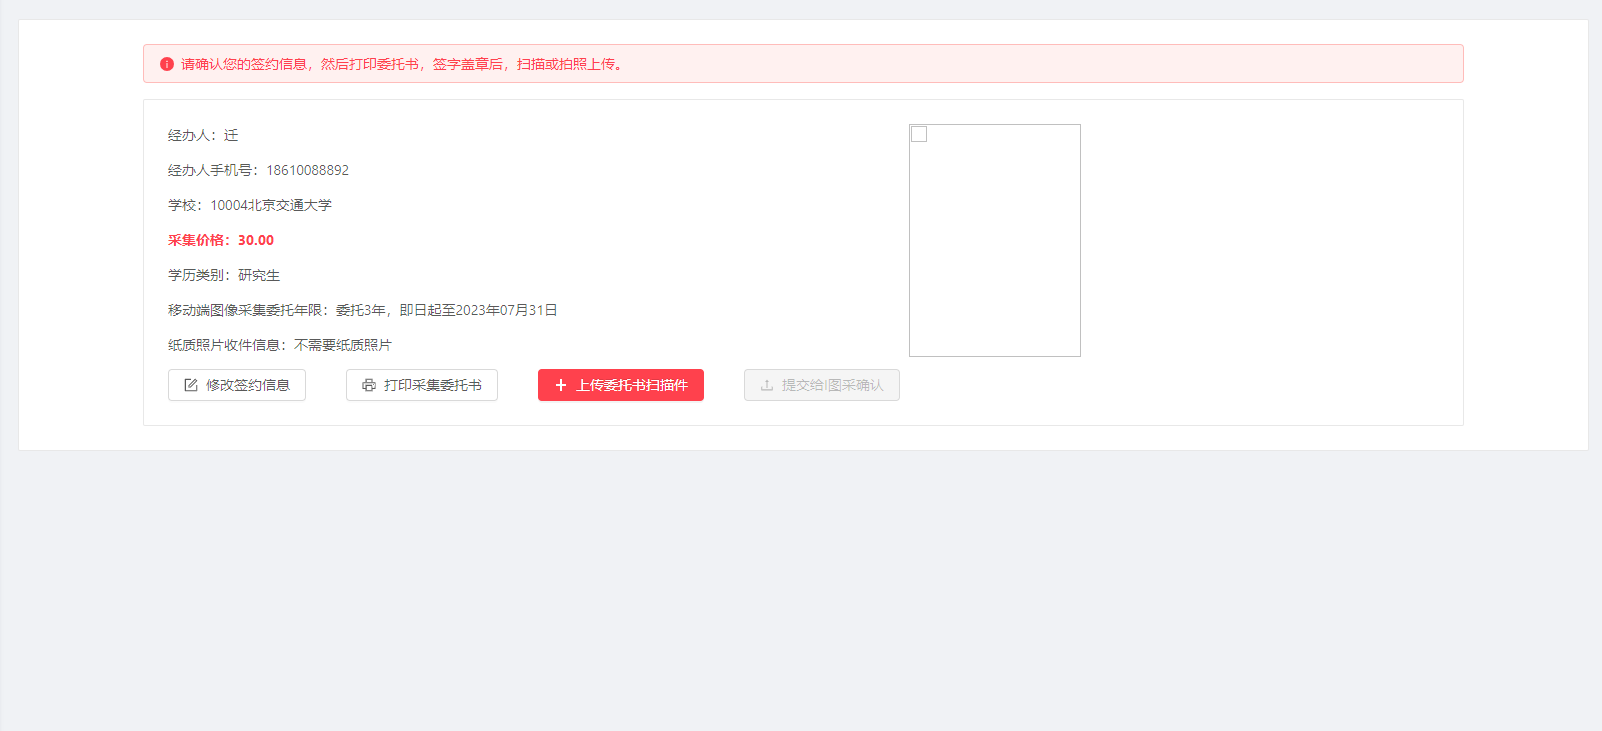 请确认您的签约信息，然后打印委托书，签字盖章后，扫描或拍照上传。
经办人：迁
经办人手机号：18610088892
学校：10004北京交通大学
采集价格：30.00
学历类别：研究生
移动端图像采集委托年限：委托3年，即日起至2023年07月31日
纸质照片收件信息：不需要纸质照片
修改签约信息 打印采集委托书 上传委托书扫描件 提交给i图采确认